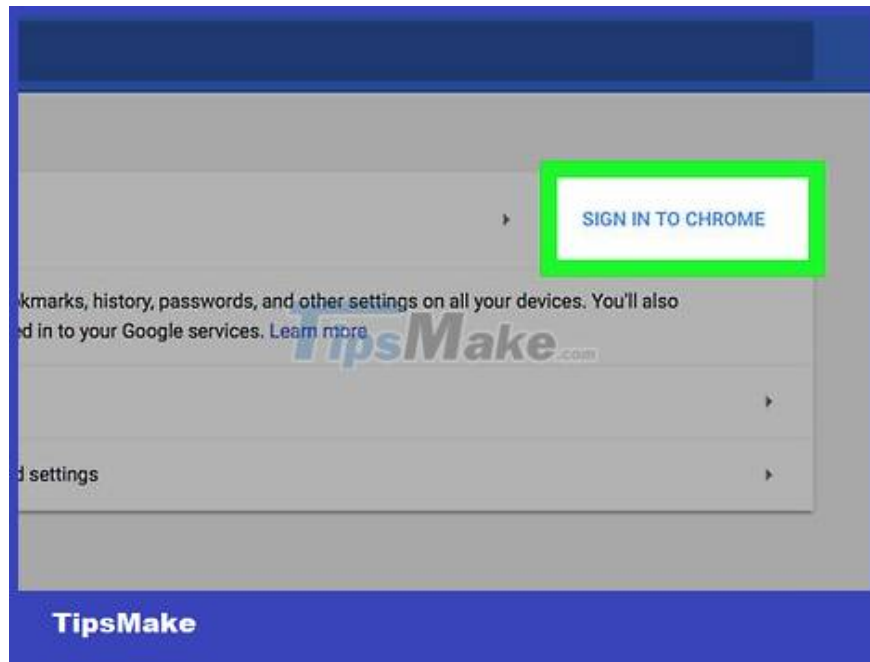 SIGN IN TO CHROME
kmarks, history, passwords, and other settings on all your devices. You'll also
ed in to your Google services. Learn more
TipsMake.com
d settings
TipsMake